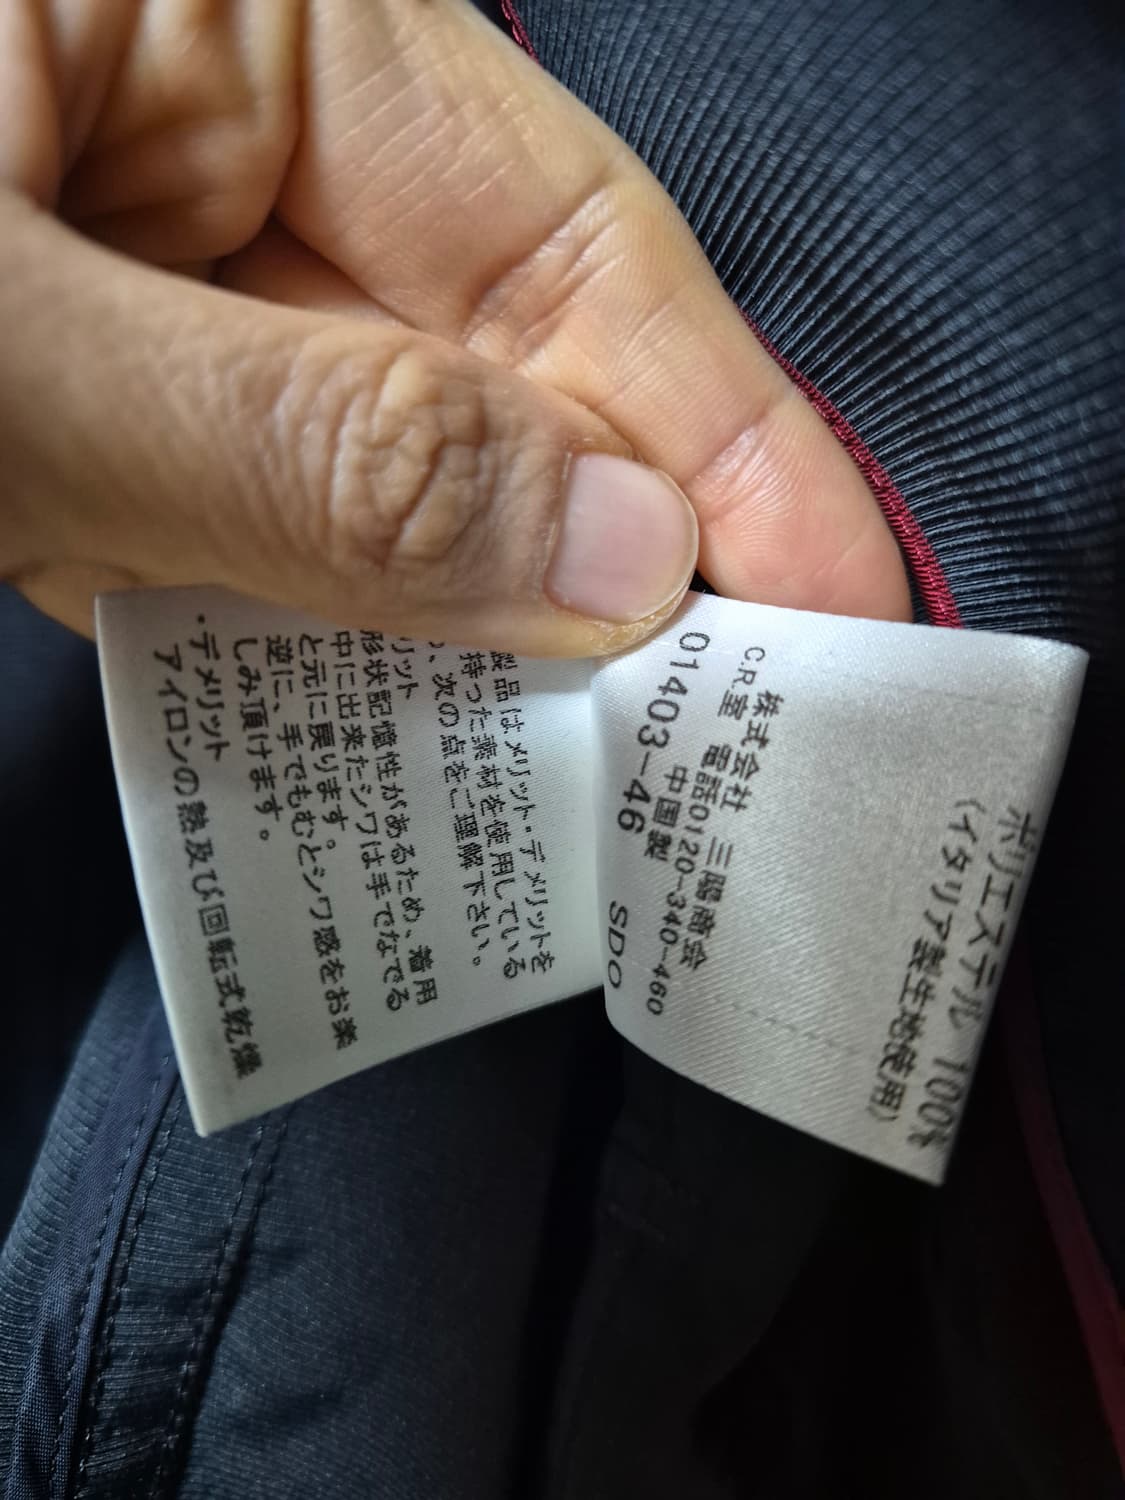 ポリエステル 100%
(イタリア製生地使用)
株式会社 三陽商会
C.R室 電話0120-340-460
中国製
01403-46 SDO
製品はメリット・デメリットを
持った素材を使用している
、次の点をご理解下さい。
リット
形状記憶性があるため、着用
中に出来たシワは手でなでる
と元に戻ります。
逆に、手でもむとシワ感をお楽
しみ頂けます。
・デメリット
アイロンの熱及び回転式乾燥